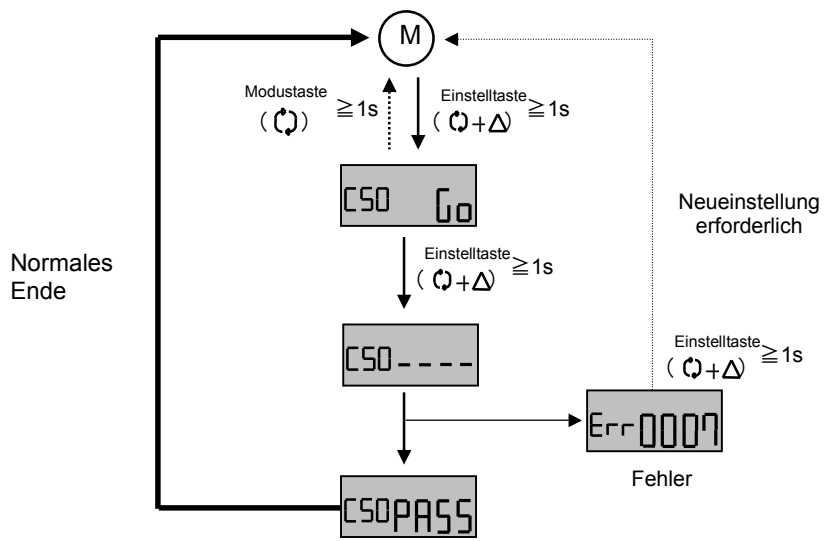 M
Modustaste
( ) ≧1s
Einstelltaste
( +Δ) ≧1s
CSO Go
Neueinstellung
erforderlich
Normales
Ende
Einstelltaste
( +Δ) ≧1s
CSO----
Einstelltaste
( +Δ) ≧1s
Err0007
Fehler
CSOPASS